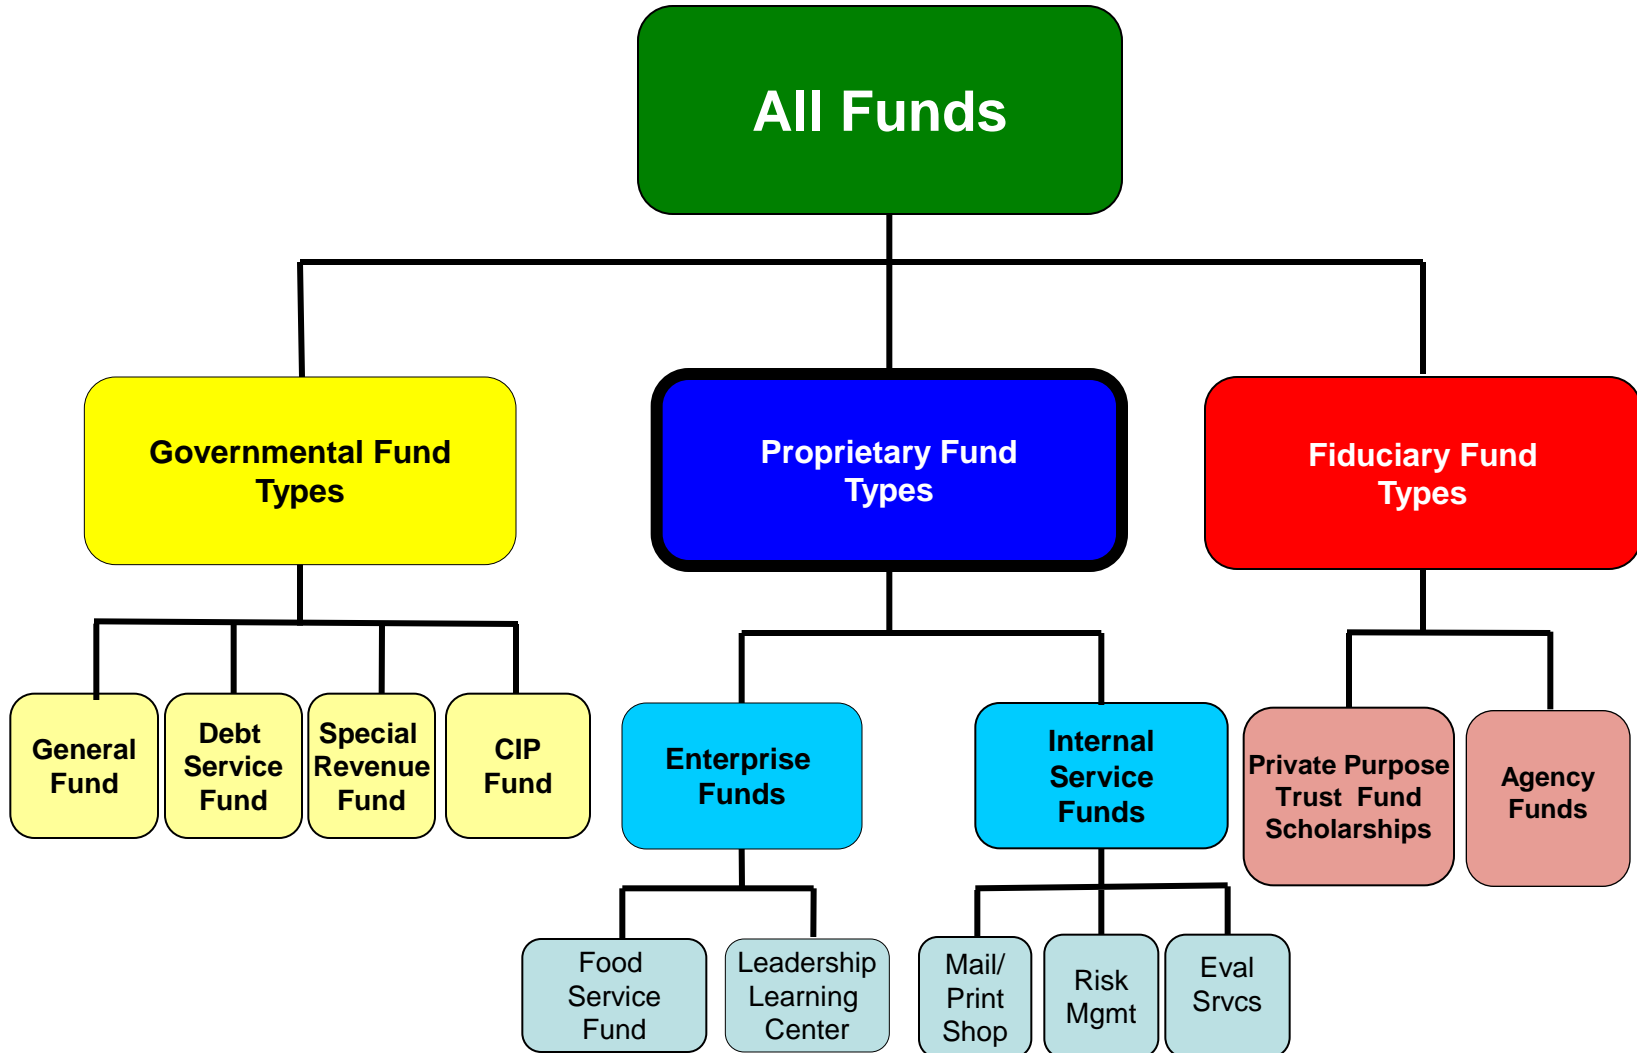 All Funds
Governmental Fund
Types
Proprietary Fund
Types
Fiduciary Fund
Types
General
Fund
Debt
Service
Fund
Special
Revenue
Fund
CIP
Fund
Enterprise
Funds
Internal
Service
Funds
Private Purpose
Trust Fund
Scholarships
Agency
Funds
Food
Service
Fund
Leadership
Learning
Center
Mail/
Print
Shop
Risk
Mgmt
Eval
Srvcs